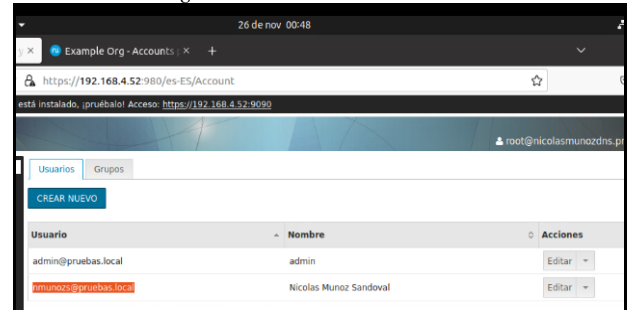 26 de nov 00:48
Example Org - Accounts
https://192.168.4.52:980/es-ES/Account
está instalado, ¡pruébalo! Acceso: https://192.168.4.52:9090
root@nicolasmunozdns.pr
Usuarios Grupos
CREAR NUEVO
Usuario Nombre Acciones
admin@pruebas.local admin Editar
nmunozs@pruebas.local Nicolas Munoz Sandoval Editar